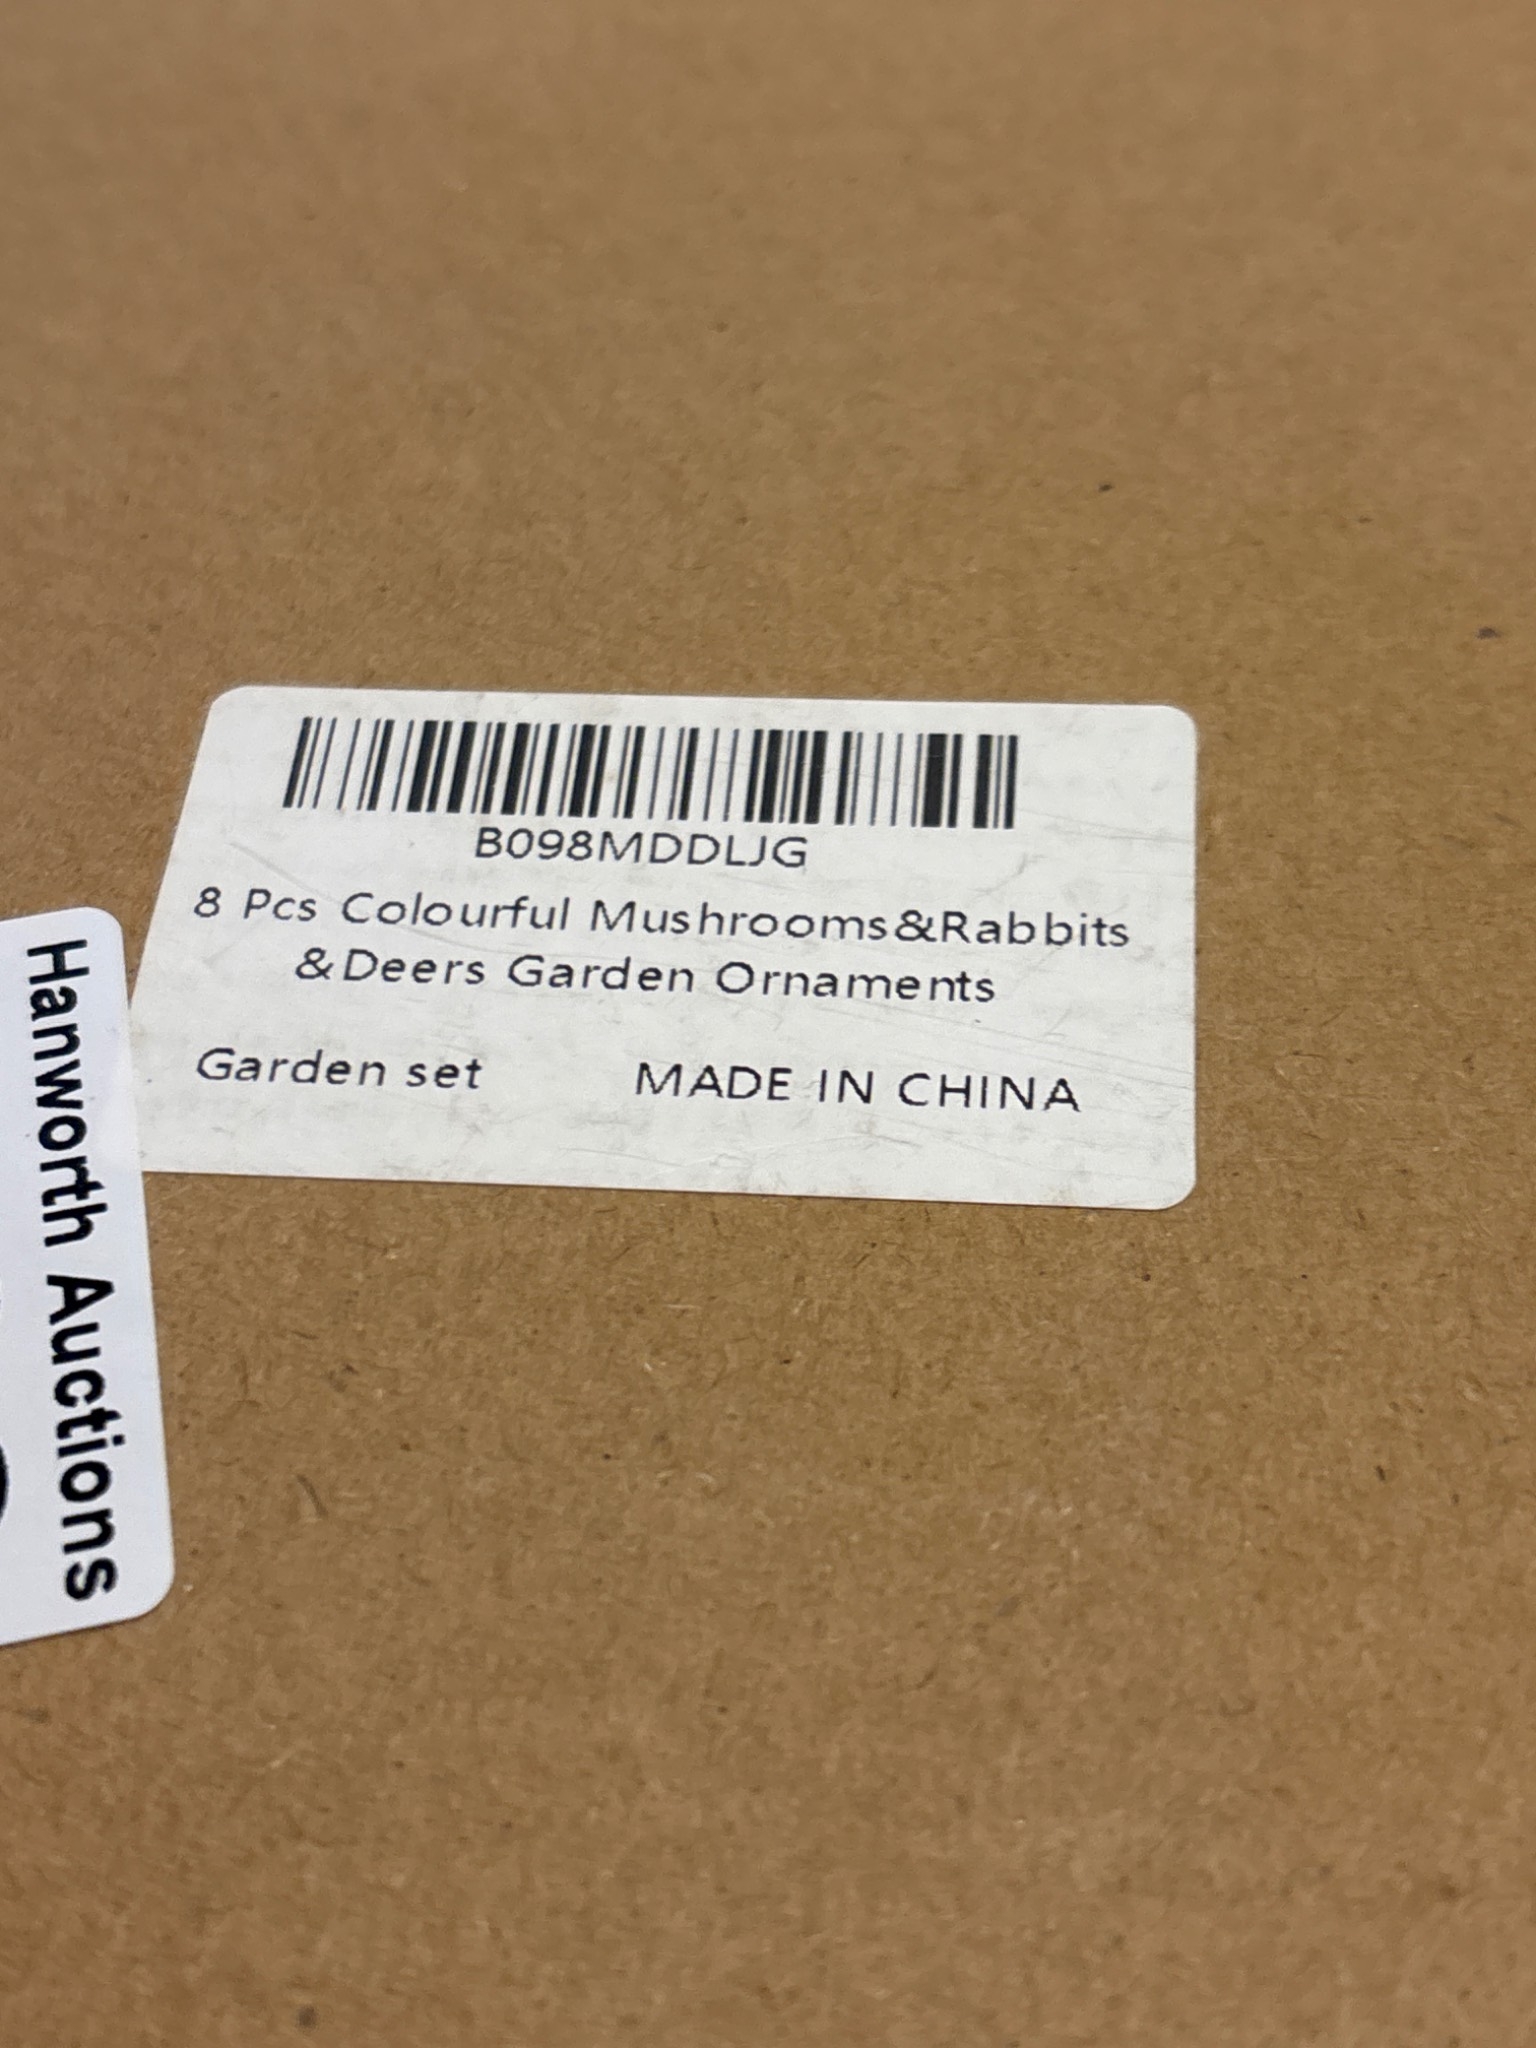 B098MDDLJG
8 Pcs Colourful Mushrooms&Rabbits
&Deers Garden Ornaments
Garden set MADE IN CHINA
Hanworth Auctions